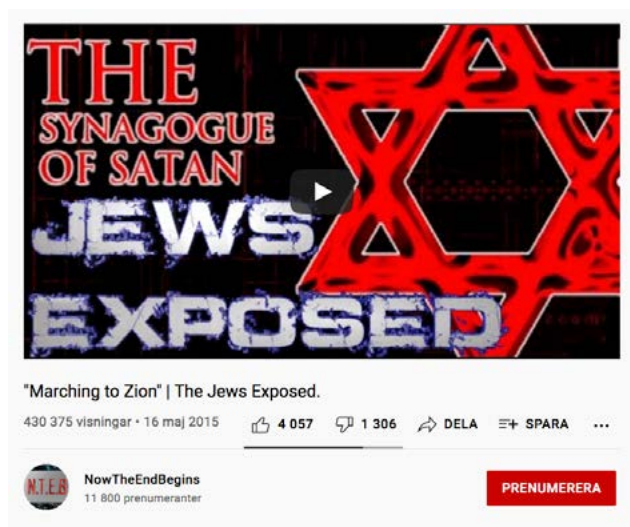 THE
SYNAGOGUE
OF SATAN
JEWS
EXPOSED
"Marching to Zion" | The Jews Exposed.
430 375 visningar • 16 maj 2015 4 057 1 306 DELA SPARA ...
N.T.E.B
NowTheEndBegins
11 800 prenumeranter
PRENUMERERA